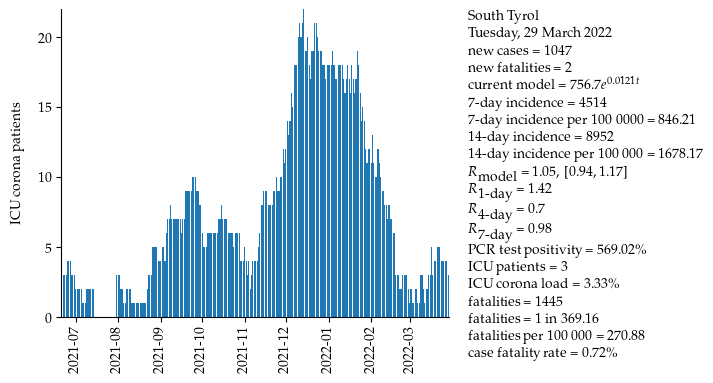 South Tyrol
Tuesday, 29 March 2022
new cases = 1047
new fatalities = 2
current model = 756.7e^0.0121t
7-day incidence = 4514
7-day incidence per 100 0000 = 846.21
14-day incidence = 8952
14-day incidence per 100 000 = 1678.17
R_model = 1.05, [0.94, 1.17]
R_1-day = 1.42
R_4-day = 0.7
R_7-day = 0.98
PCR test positivity = 569.02%
ICU patients = 3
ICU corona load = 3.33%
fatalities = 1445
fatalities = 1 in 369.16
fatalities per 100 000 = 270.88
case fatality rate = 0.72%
ICU corona patients
20
15
10
5
0
2021-07
2021-08
2021-09
2021-10
2021-11
2021-12
2022-01
2022-02
2022-03